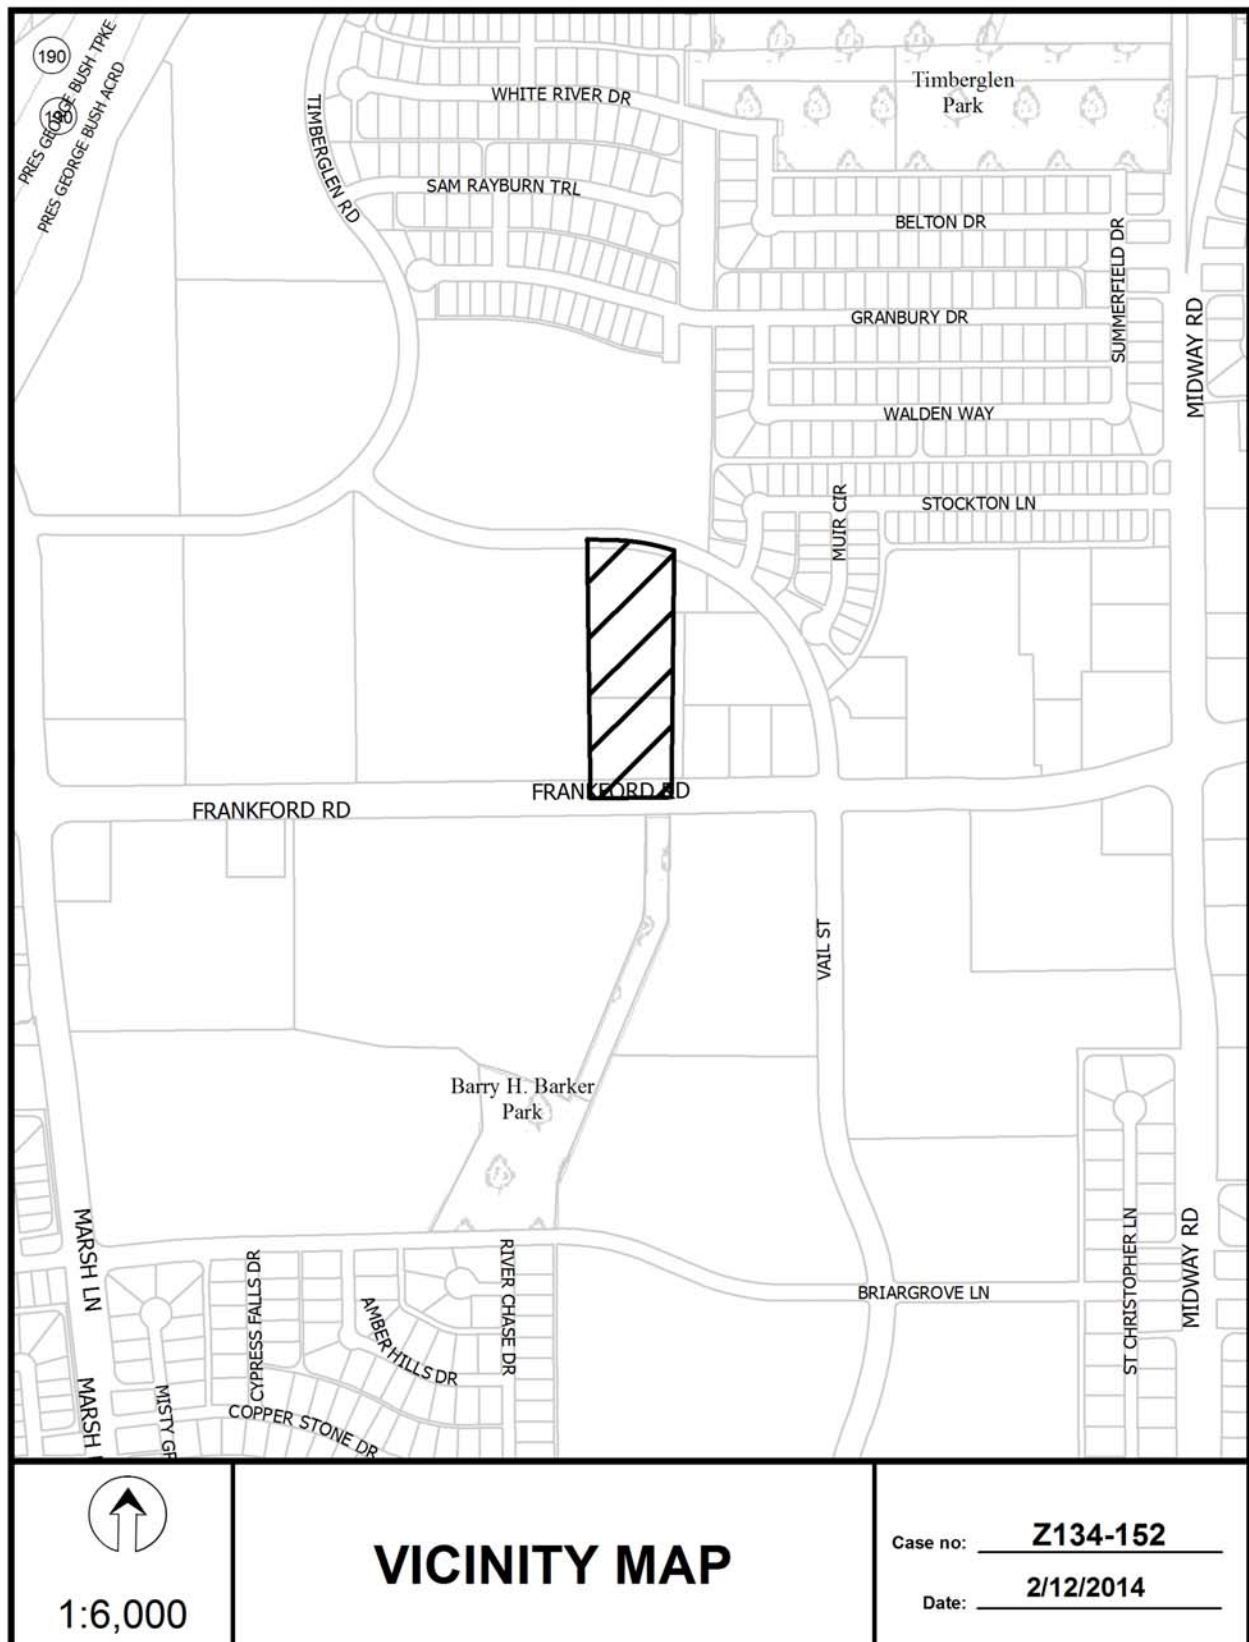 190
PRES GEORGE BUSH TPKE
190
PRES GEORGE BUSH ACRD
TIMBERGLEN RD
WHITE RIVER DR
Timberglen
Park
SAM RAYBURN TRL
BELTON DR
SUMMERFIELD DR
GRANBURY DR
MIDWAY RD
WALDEN WAY
MUIR CIR
STOCKTON LN
FRANKFORD RD
FRANKFORD RD
VAIL ST
Barry H. Barker
Park
MARSH LN
CYPRESS FALLS DR
RIVER CHASE DR
AMBER HILLS DR
BRIARGROVE LN
ST CHRISTOPHER LN
MIDWAY RD
MARSH
MISTY
COPPER STONE DR
1:6,000
VICINITY MAP
Case no: Z134-152
Date: 2/12/2014